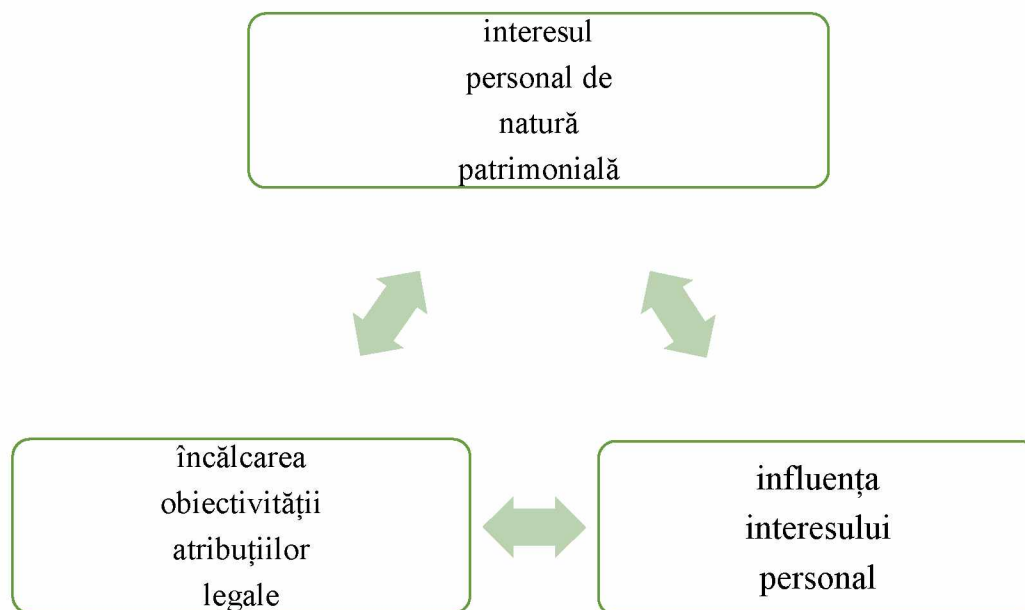 interesul
personal de
natură
patrimonială
încălcarea
obiectivității
atribuțiilor
legale
influența
interesului
personal